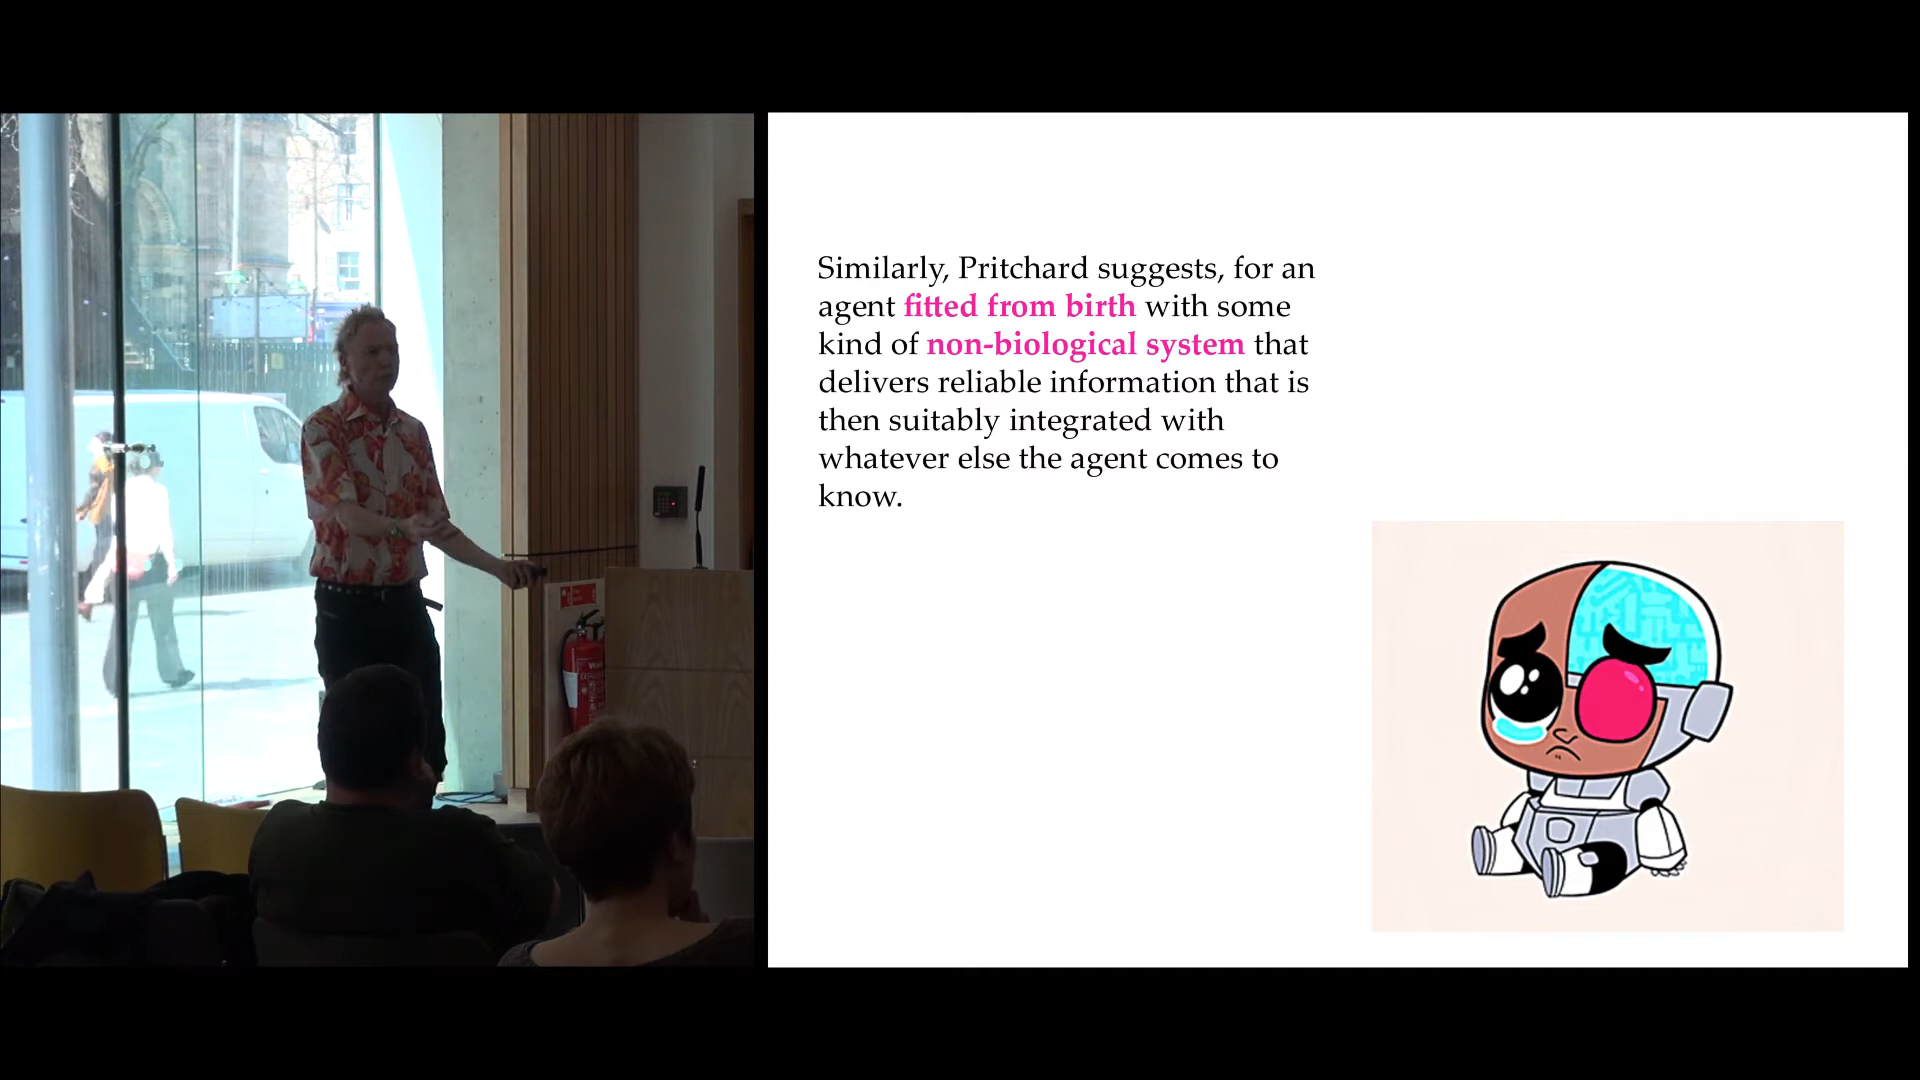 Similarly, Pritchard suggests, for an
agent fitted from birth with some
kind of non-biological system that
delivers reliable information that is
then suitably integrated with
whatever else the agent comes to
know.